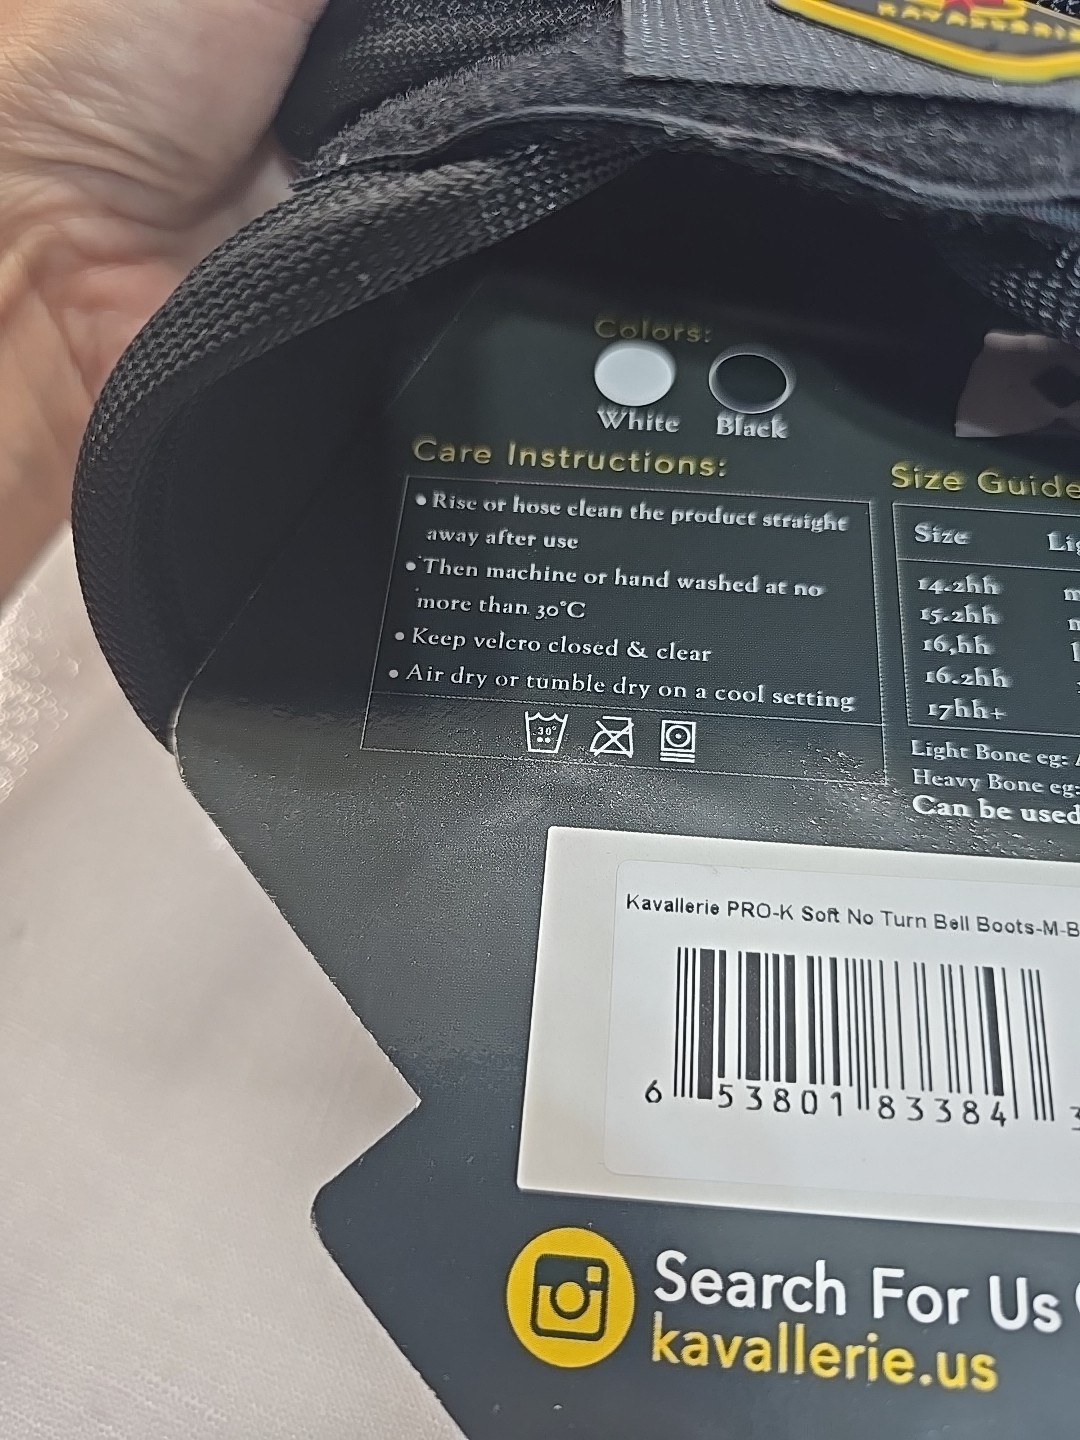 KAVALLERIE
Colors:
White Black
Care Instructions:
• Rise or hose clean the product straight
away after use
• Then machine or hand washed at no
more than 30°C
• Keep velcro closed & clear
• Air dry or tumble dry on a cool setting
30°
Size Guide
Size
14.2hh
15.2hh
16,hh
16.2hh
17hh+
Light Bone eg:
Heavy Bone eg:
Can be used
Kavallerie PRO-K Soft No Turn Bell Boots-M-B
6 53801 83384 3
Search For Us
kavallerie.us